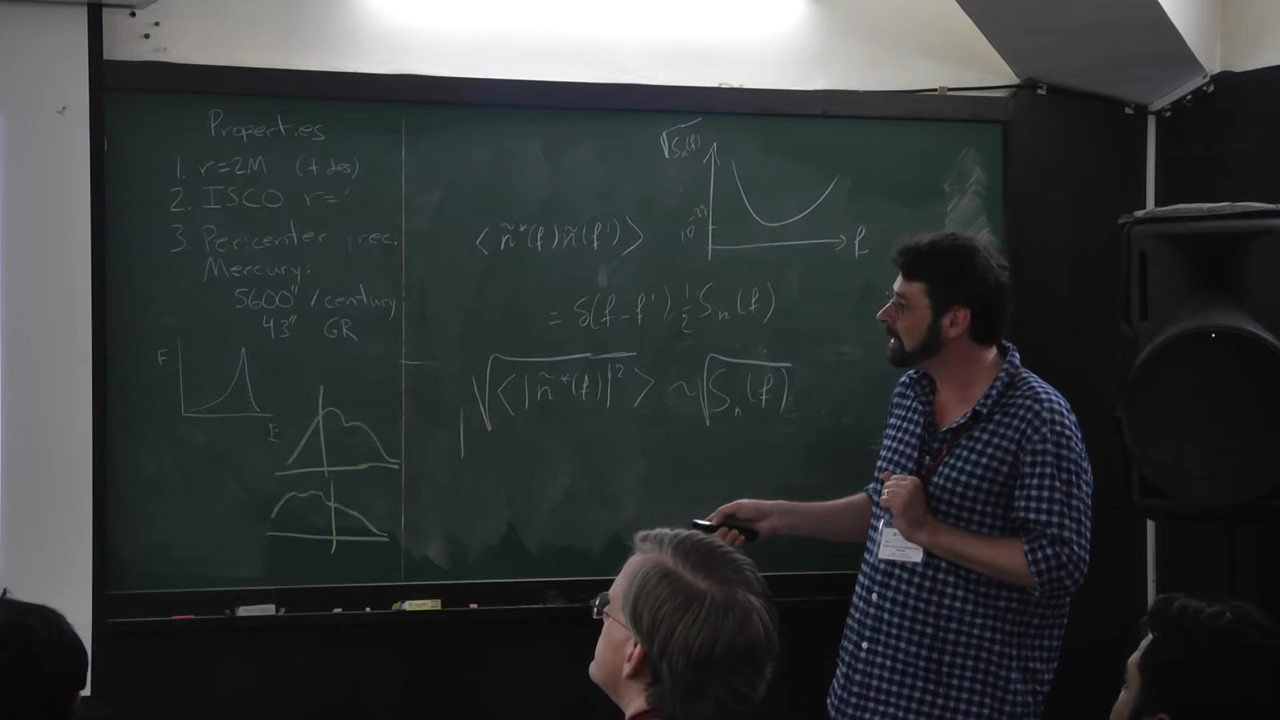 Properties
1. r=2M
2. ISCO r=
3 Pericenter prec.
Mercury:
5600"/century
43" GR
F
E
√Sₙ(f)
10⁻²³
f
⟨ñ*(f)ñ(f')⟩
= δ(f-f') ½ Sₙ(f)
√⟨|ñ*(f)|²⟩ ~ √Sₙ(f)